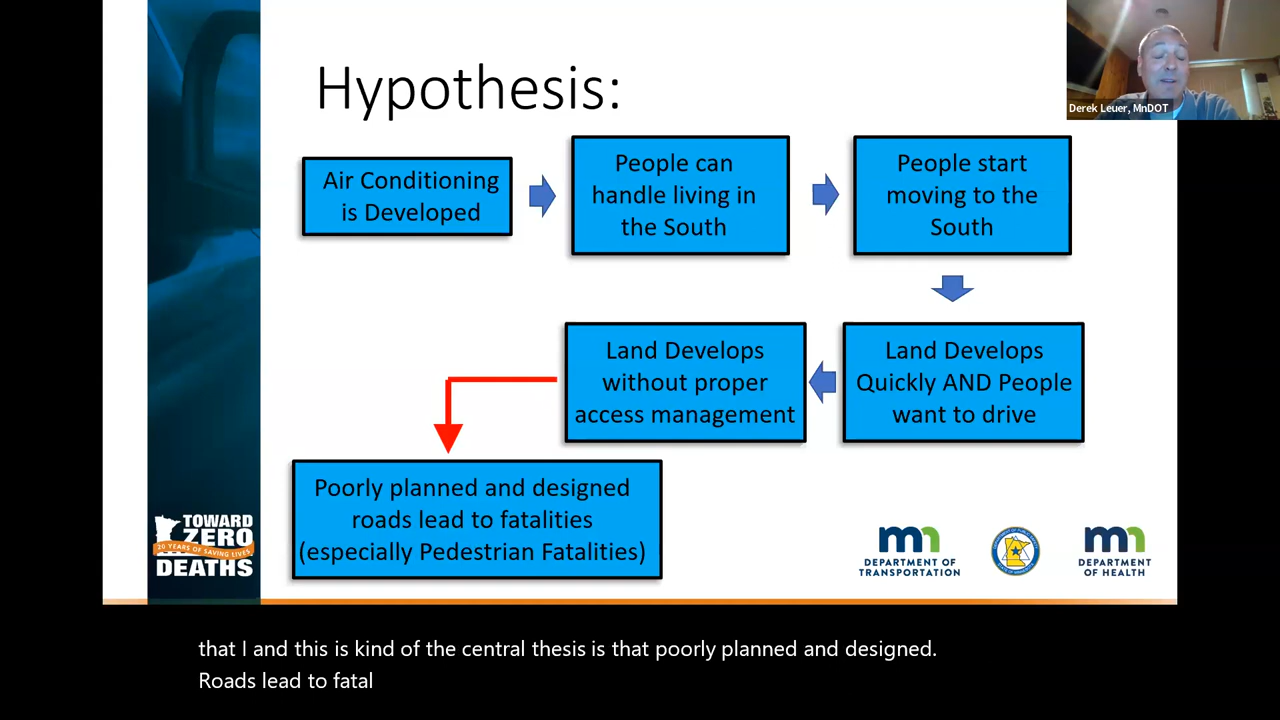 Hypothesis:
Derek Leuer, MnDOT
Air Conditioning
is Developed
People can
handle living in
the South
People start
moving to the
South
Land Develops
Quickly AND People
want to drive
Land Develops
without proper
access management
Poorly planned and designed
roads lead to fatalities
(especially Pedestrian Fatalities)
TOWARD
ZERO
20 YEARS OF SAVING LIVES
DEATHS
mn
DEPARTMENT OF
TRANSPORTATION
mn
DEPARTMENT
OF HEALTH
that I and this is kind of the central thesis is that poorly planned and designed.
Roads lead to fatal